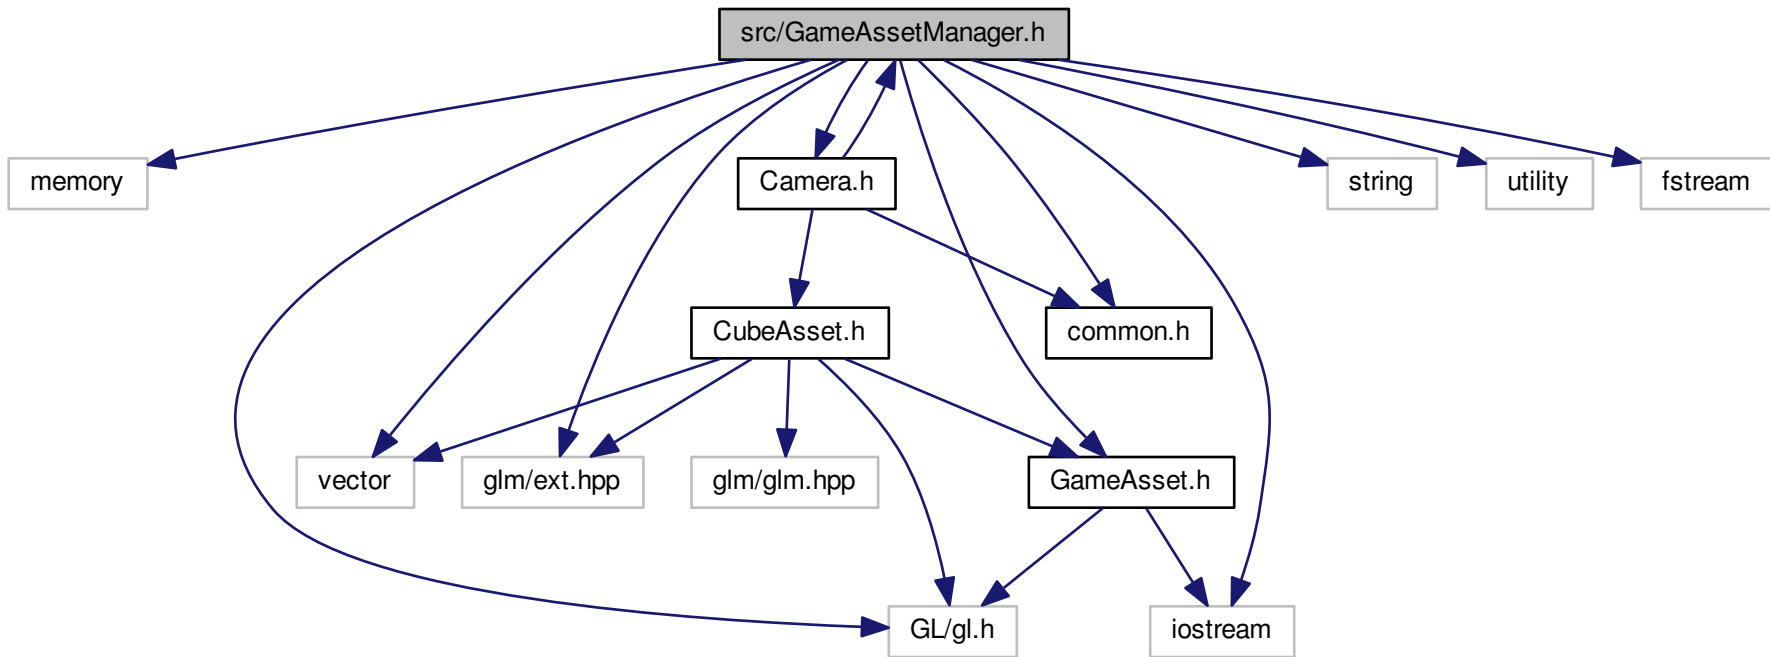 src/GameAssetManager.h
memory
Camera.h
string
utility
fstream
CubeAsset.h
common.h
vector
glm/ext.hpp
glm/glm.hpp
GameAsset.h
GL/gl.h
iostream